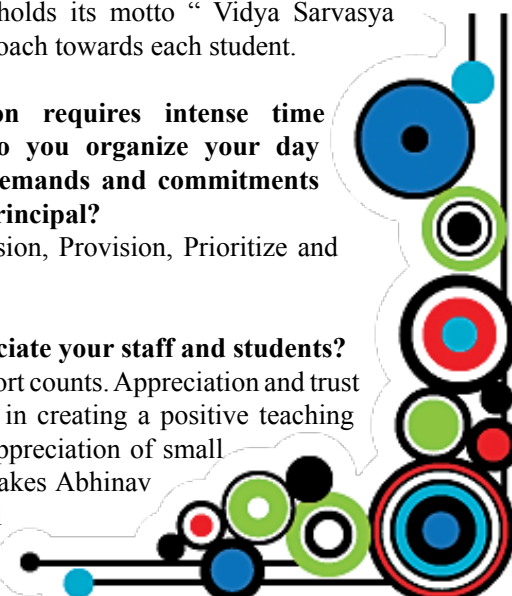 holds its motto “ Vidya Sarvasya
oach towards each student.
on requires intense time
o you organize your day
emands and commitments
rincipal?
sion, Provision, Prioritize and
ciate your staff and students?
ort counts. Appreciation and trust
in creating a positive teaching
ppreciation of small
akes Abhinav